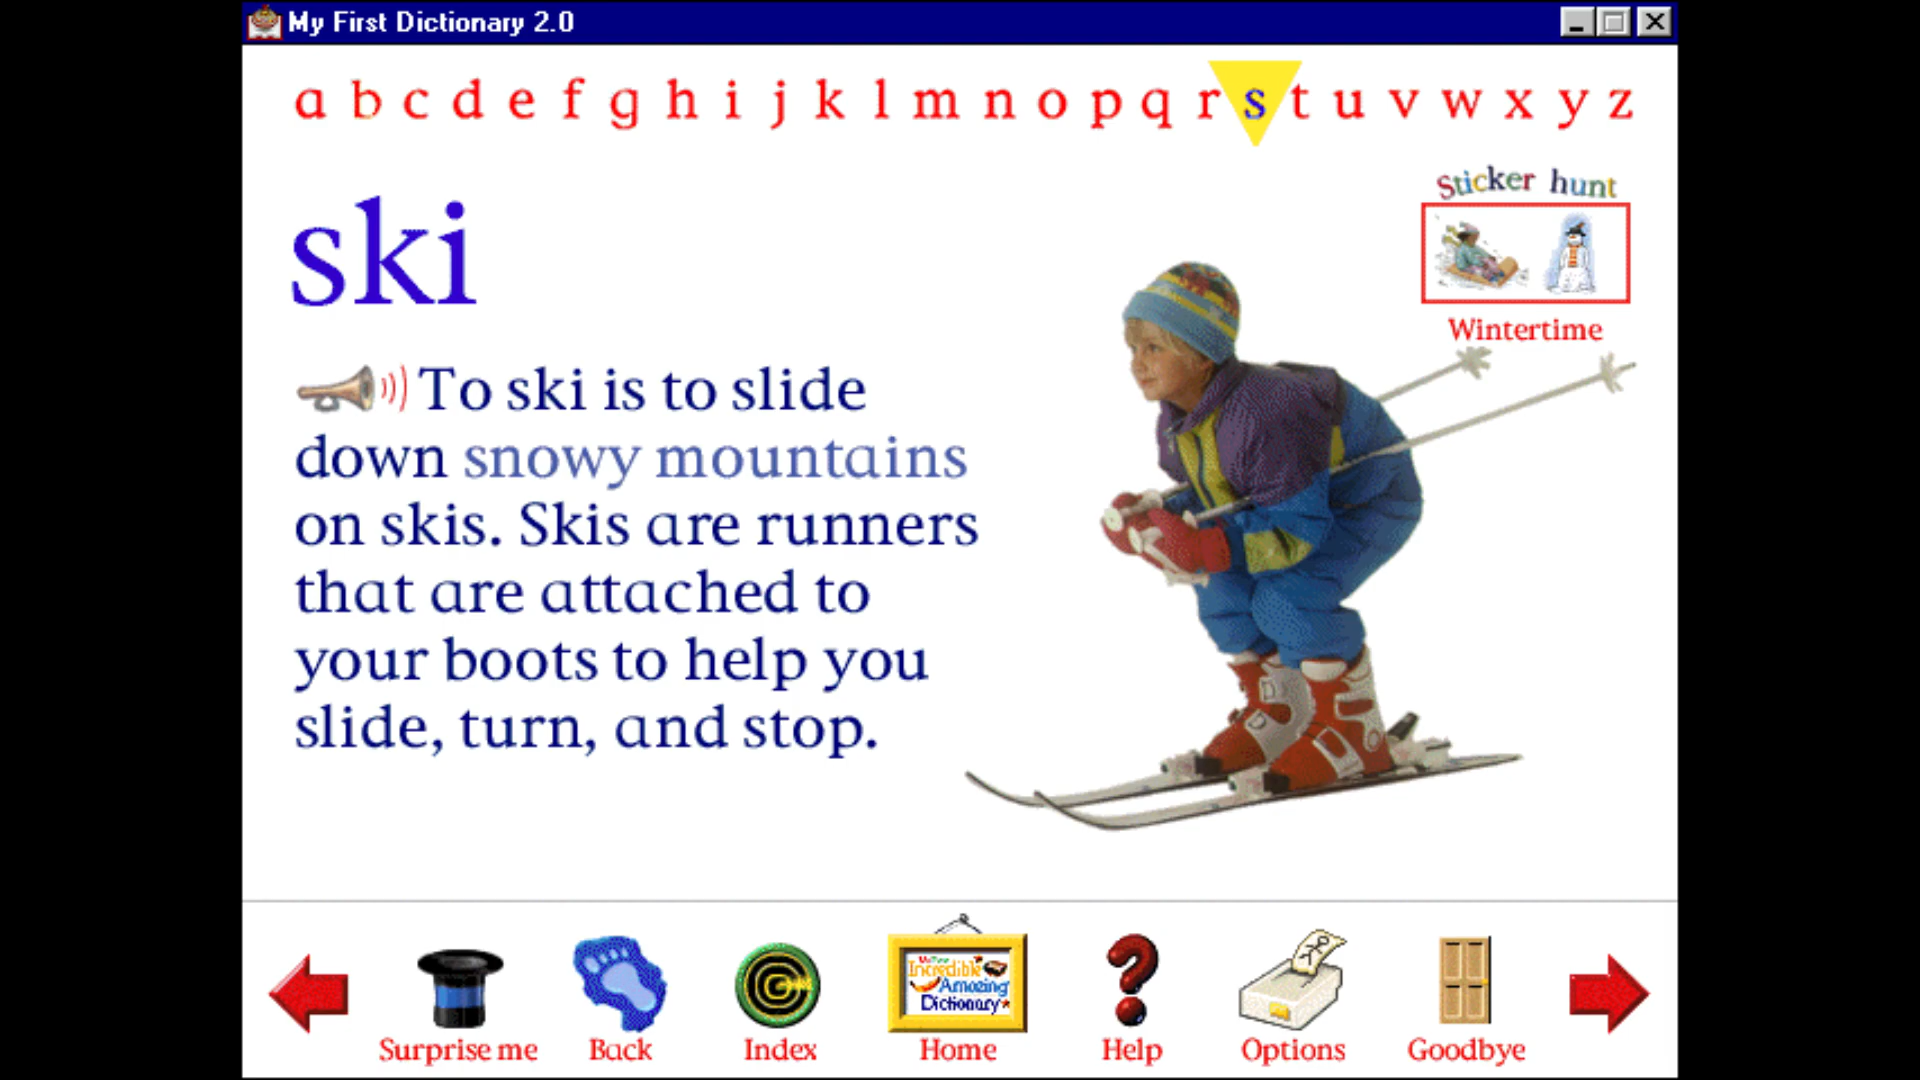 My First Dictionary 2.0
a b c d e f g h i j k l m n o p q r s t u v w x y z
Sticker hunt
Wintertime
ski
To ski is to slide
down snowy mountains
on skis. Skis are runners
that are attached to
your boots to help you
slide, turn, and stop.
My First
Incredible
Amazing
Dictionary
Surprise me
Back
Index
Home
Help
Options
Goodbye